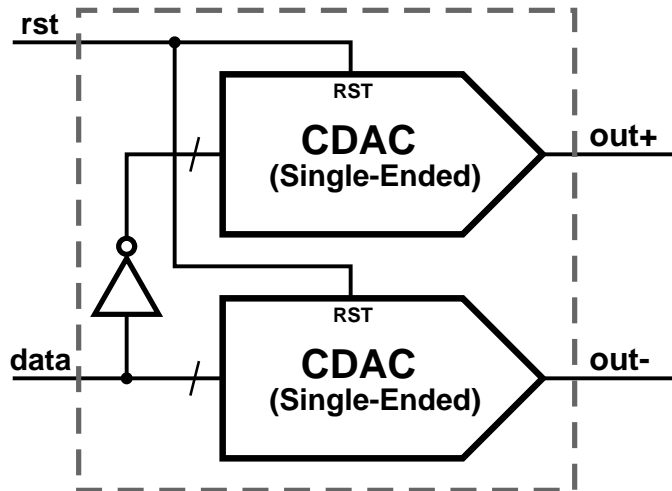 rst
RST
CDAC
(Single-Ended)
out+
RST
data
CDAC
(Single-Ended)
out-